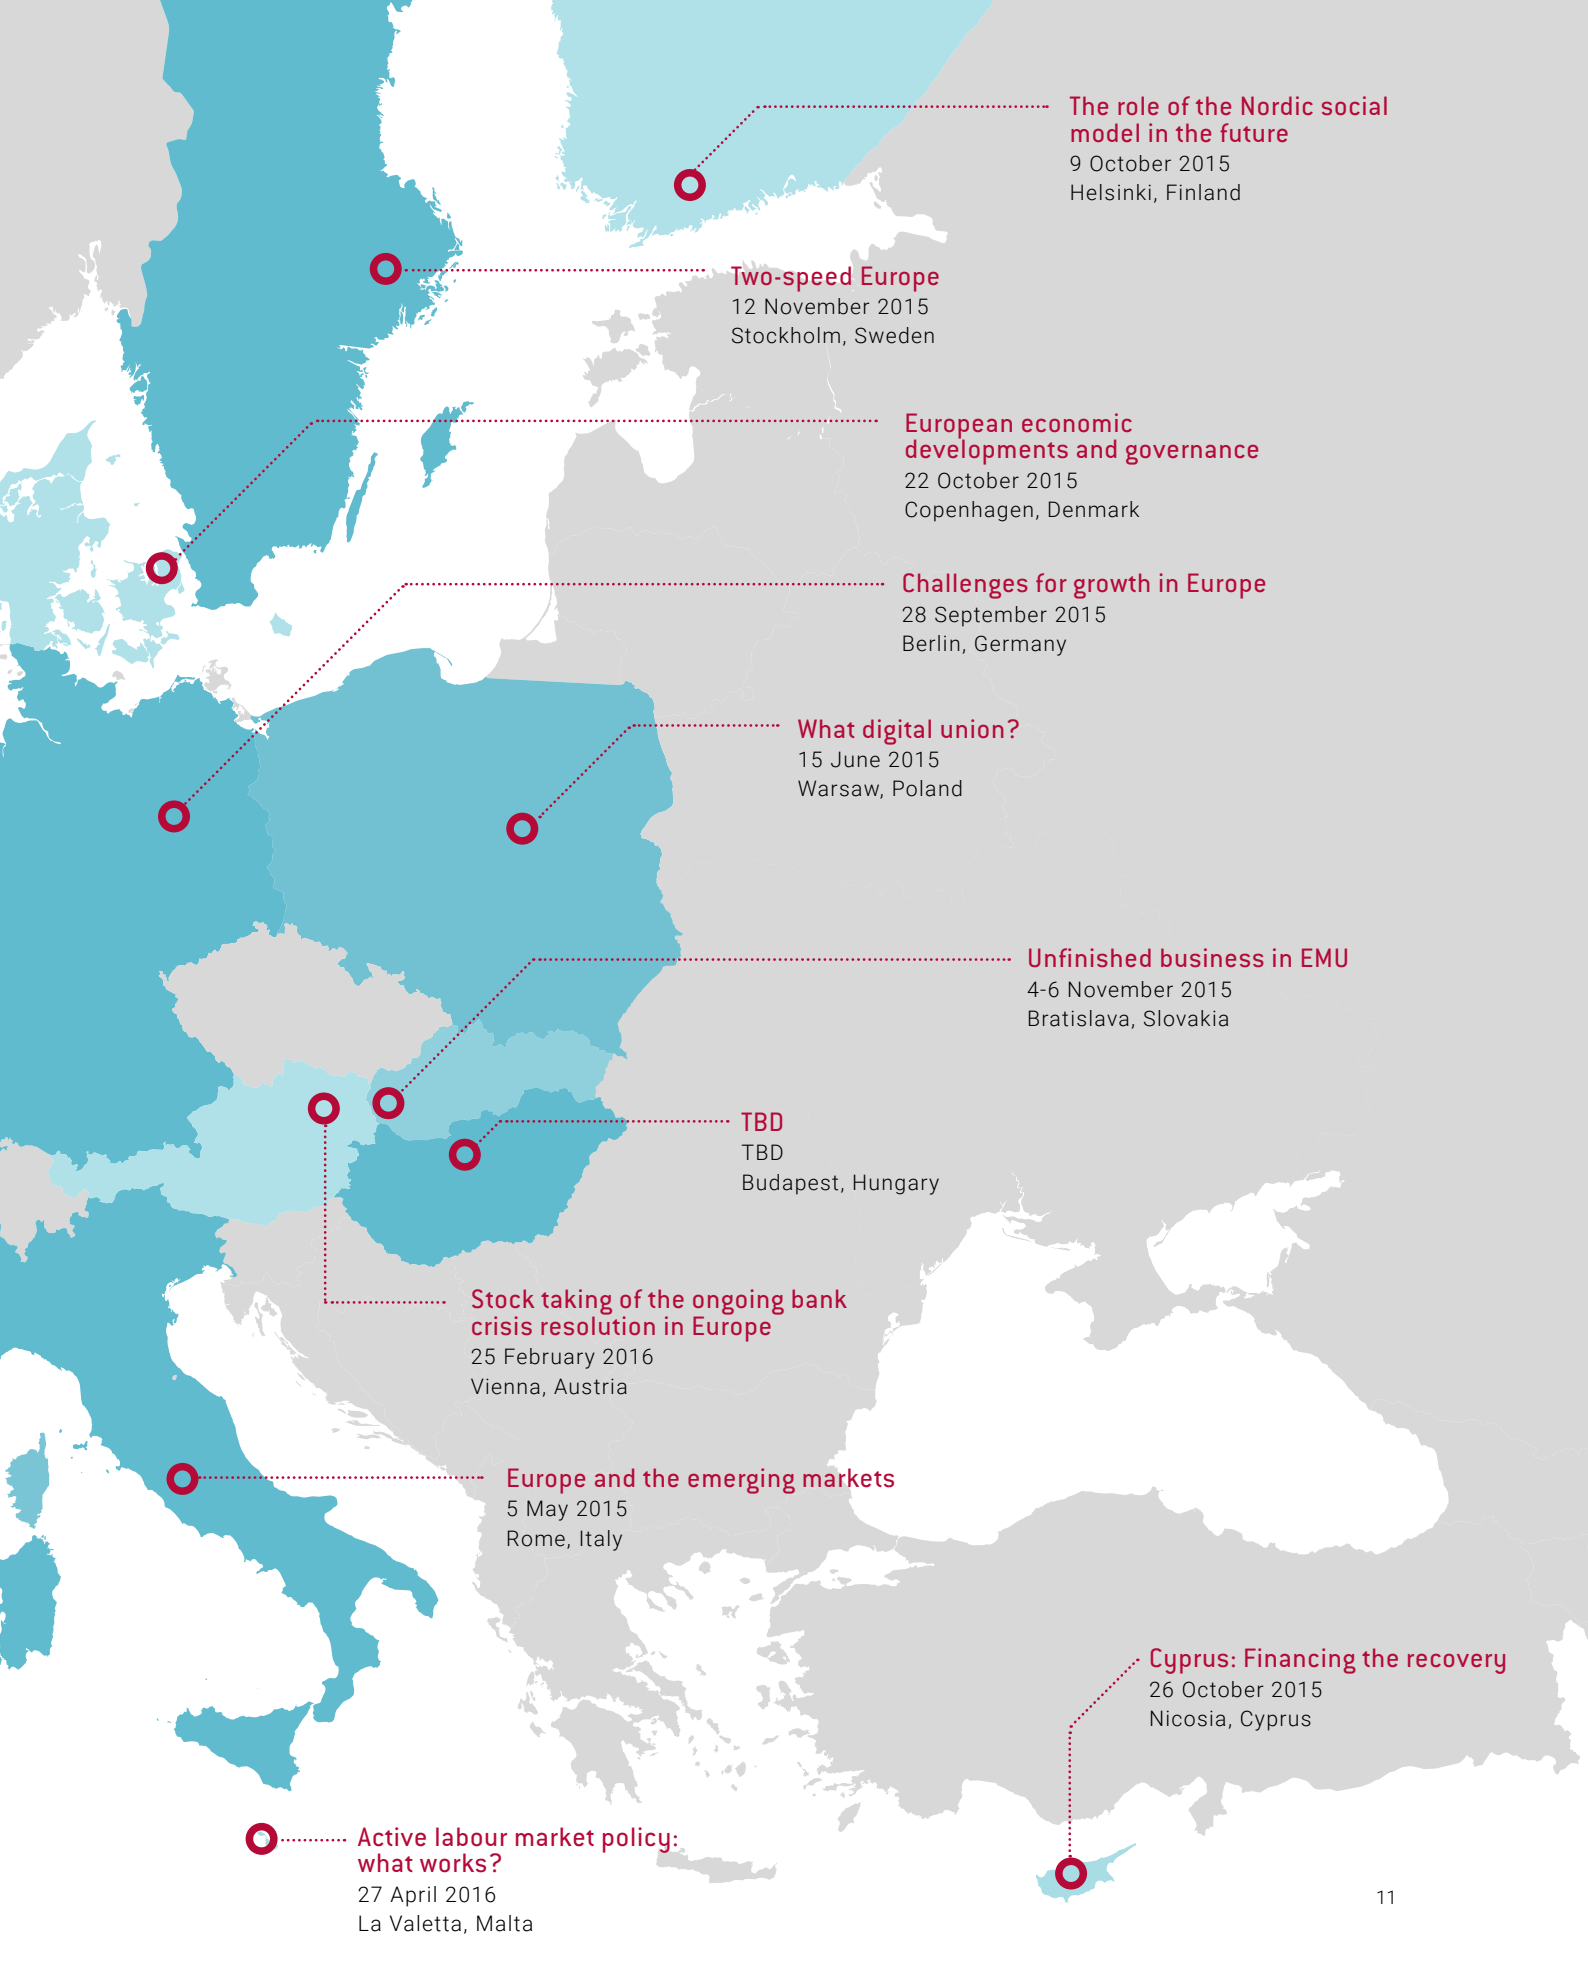 The role of the Nordic social
model in the future
9 October 2015
Helsinki, Finland
Two-speed Europe
12 November 2015
Stockholm, Sweden
European economic
developments and governance
22 October 2015
Copenhagen, Denmark
Challenges for growth in Europe
28 September 2015
Berlin, Germany
What digital union?
15 June 2015
Warsaw, Poland
Unfinished business in EMU
4-6 November 2015
Bratislava, Slovakia
TBD
TBD
Budapest, Hungary
Stock taking of the ongoing bank
crisis resolution in Europe
25 February 2016
Vienna, Austria
Europe and the emerging markets
5 May 2015
Rome, Italy
Cyprus: Financing the recovery
26 October 2015
Nicosia, Cyprus
Active labour market policy:
what works?
27 April 2016
La Valetta, Malta
11